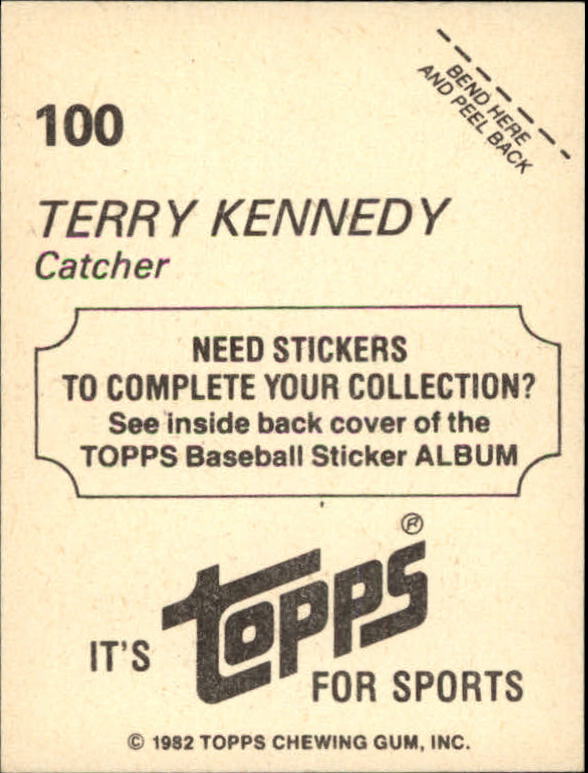 BEND HERE
AND PEEL BACK
100
TERRY KENNEDY
Catcher
NEED STICKERS
TO COMPLETE YOUR COLLECTION?
See inside back cover of the
TOPPS Baseball Sticker ALBUM
®
IT'S topps
FOR SPORTS
© 1982 TOPPS CHEWING GUM, INC.